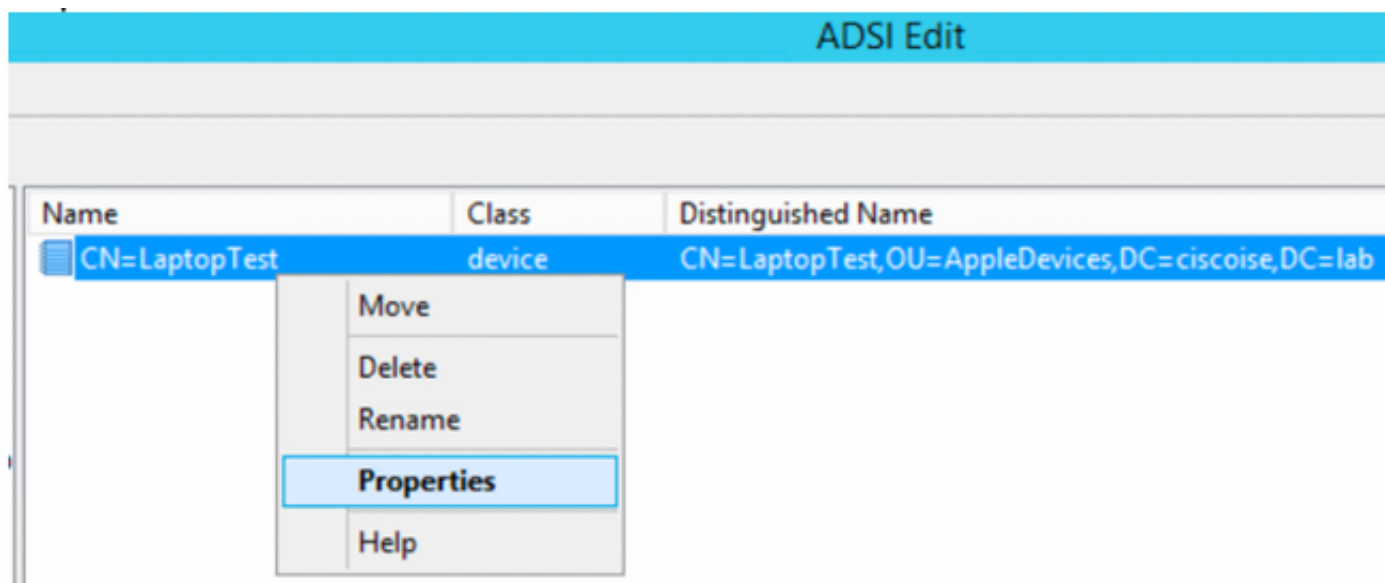 ADSI Edit
Name Class Distinguished Name
CN=LaptopTest device CN=LaptopTest,OU=AppleDevices,DC=ciscoise,DC=lab
Move
Delete
Rename
Properties
Help